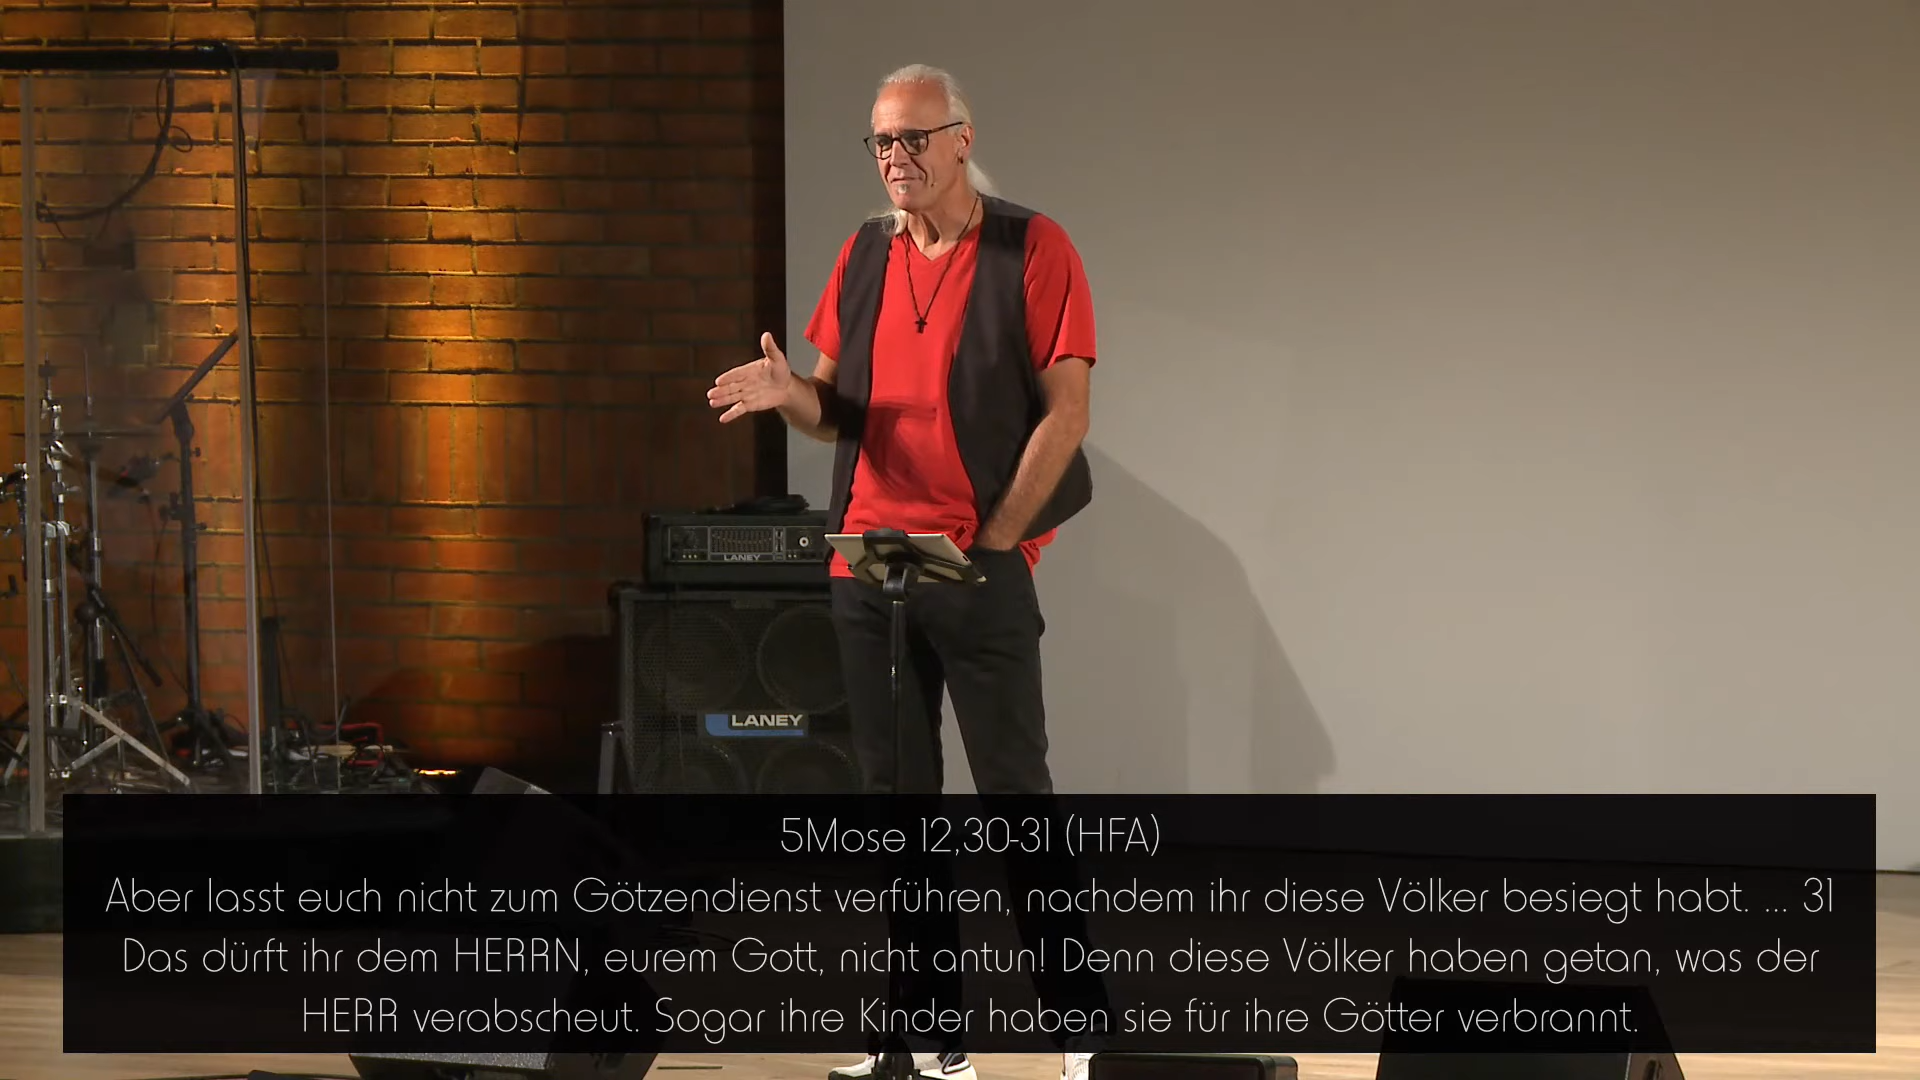 LANEY
LANEY
5Mose 12,30-31 (HFA)
Aber lasst euch nicht zum Götzendienst verführen, nachdem ihr diese Völker besiegt habt. ... 31
Das dürft ihr dem HERRN, eurem Gott, nicht antun! Denn diese Völker haben getan, was der
HERR verabscheut. Sogar ihre Kinder haben sie für ihre Götter verbrannt.